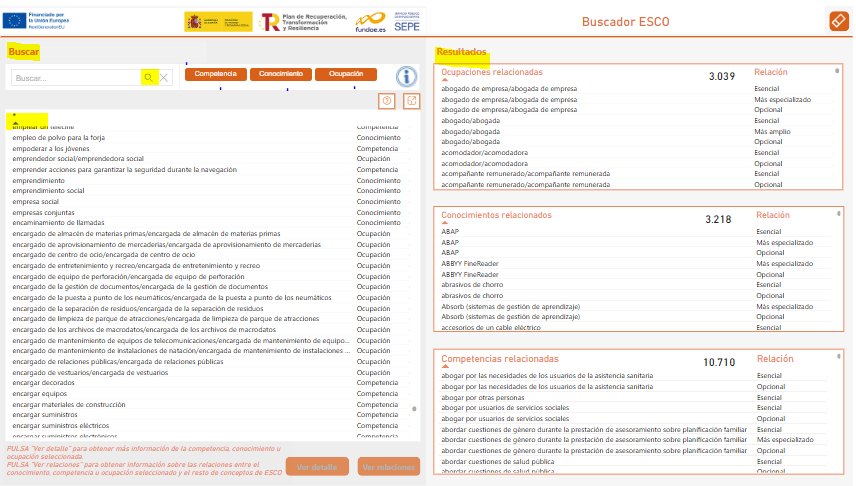 Financiado por
la Unión Europea
NextGenerationEU
Plan de Recuperación,
Transformación
y Resiliencia
fundae.es
SEPE
Buscador ESCO
Buscar
Buscar...
Competencia
Conocimiento
Ocupación
emplear un telecine Competencia
empleo de polvo para la forja Conocimiento
empoderar a los jóvenes Competencia
emprendedor social/emprendedora social Ocupación
emprender acciones para garantizar la seguridad durante la navegación Competencia
emprendimiento Conocimiento
emprendimiento social Conocimiento
empresa social Conocimiento
empresas conjuntas Conocimiento
encaminamiento de llamadas Conocimiento
encargado de almacén de materias primas/encargada de almacén de materias primas Ocupación
encargado de aprovisionamiento de mercaderías/encargada de aprovisionamiento de mercaderías Ocupación
encargado de centro de ocio/encargada de centro de ocio Ocupación
encargado de entretenimiento y recreo/encargada de entretenimiento y recreo Ocupación
encargado de equipo de perforación/encargada de equipo de perforación Ocupación
encargado de la gestión de documentos/encargada de la gestión de documentos Ocupación
encargado de la puesta a punto de los neumáticos/encargada de la puesta a punto de los neumáticos Ocupación
encargado de la separación de residuos/encargada de la separación de residuos Ocupación
encargado de limpieza de parque de atracciones/encargada de limpieza de parque de atracciones Ocupación
encargado de los archivos de macrodatos/encargada de los archivos de macrodatos Ocupación
encargado de mantenimiento de equipos de telecomunicaciones/encargada de mantenimiento de equipo... Ocupación
encargado de mantenimiento de instalaciones de natación/encargada de mantenimiento de instalaciones ... Ocupación
encargado de relaciones públicas/encargada de relaciones públicas Ocupación
encargado de vestuarios/encargada de vestuarios Ocupación
encargar decorados Competencia
encargar equipos Competencia
encargar materiales de construcción Competencia
encargar suministros Competencia
encargar suministros eléctricos Competencia
encargar suministros electrónicos Competencia
PULSA "Ver detalle" para obtener más información de la competencia, conocimiento u
ocupación seleccionada
PULSA "Ver relaciones" para obtener información sobre las relaciones entre el
conocimiento, competencia u ocupación seleccionado y el resto de conceptos de ESCO
Ver detalle
Ver relaciones
Resultados
Ocupaciones relacionadas 3.039 Relación
abogado de empresa/abogada de empresa Esencial
abogado de empresa/abogada de empresa Más especializado
abogado de empresa/abogada de empresa Opcional
abogado/abogada Esencial
abogado/abogada Más amplio
abogado/abogada Opcional
acomodador/acomodadora Esencial
acomodador/acomodadora Opcional
acompañante remunerado/acompañante remunerada Esencial
acompañante remunerado/acompañante remunerada Opcional
Conocimientos relacionados 3.218 Relación
ABAP Esencial
ABAP Más especializado
ABAP Opcional
ABBYY FineReader Más especializado
ABBYY FineReader Opcional
abrasivos de chorro Esencial
abrasivos de chorro Opcional
Absorb (sistemas de gestión de aprendizaje) Más especializado
Absorb (sistemas de gestión de aprendizaje) Opcional
accesorios de un cable eléctrico Esencial
Competencias relacionadas 10.710 Relación
abogar por las necesidades de los usuarios de la asistencia sanitaria Esencial
abogar por las necesidades de los usuarios de la asistencia sanitaria Opcional
abogar por otras personas Esencial
abogar por usuarios de servicios sociales Esencial
abogar por usuarios de servicios sociales Opcional
abordar cuestiones de género durante la prestación de asesoramiento sobre planificación familiar Esencial
abordar cuestiones de género durante la prestación de asesoramiento sobre planificación familiar Más especializado
abordar cuestiones de género durante la prestación de asesoramiento sobre planificación familiar Opcional
abordar cuestiones de salud pública Esencial
abordar cuestiones de salud pública Opcional